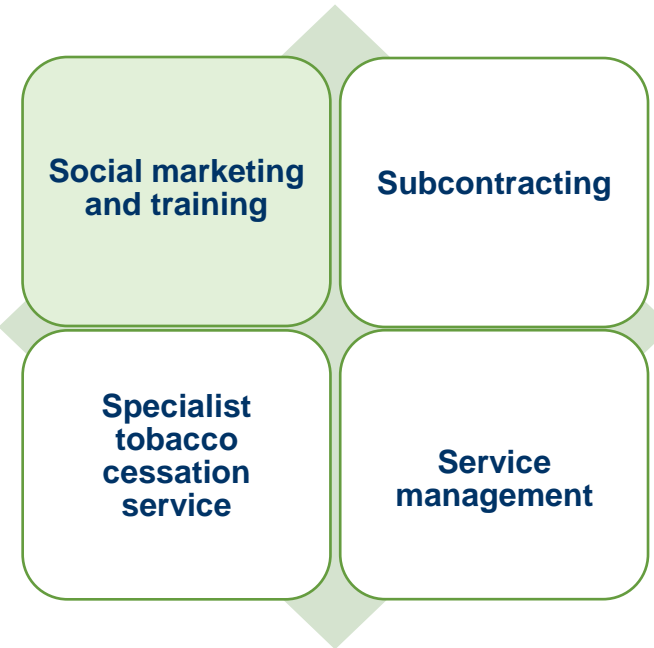 Social marketing
and training
Subcontracting
Specialist
tobacco
cessation
service
Service
management